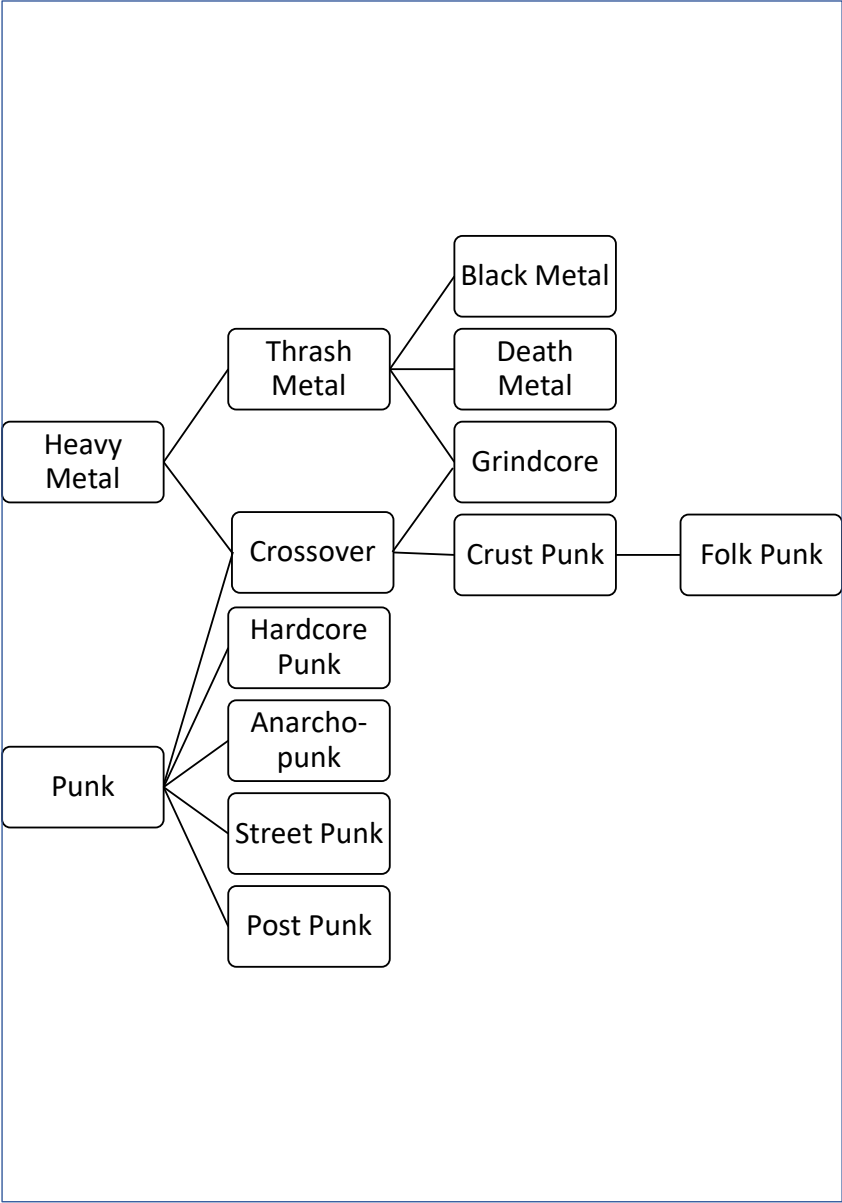 Black Metal
Thrash
Metal
Death
Metal
Heavy
Metal
Grindcore
Crossover
Crust Punk
Folk Punk
Hardcore
Punk
Anarcho-
punk
Punk
Street Punk
Post Punk